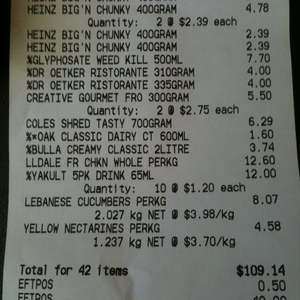 HEINZ BIG'N CHUNKY 400GRAM 4.78
Quantity: 2 @ $2.39 each
HEINZ BIG'N CHUNKY 400GRAM 2.39
HEINZ BIG'N CHUNKY 400GRAM 2.39
%GLYPHOSATE WEED KILL 500ML 7.70
%DR OETKER RISTORANTE 310GRAM 4.00
%DR OETKER RISTORANTE 335GRAM 4.00
CREATIVE GOURMET FRO 300GRAM 5.50
Quantity: 2 @ $2.75 each
COLES SHRED TASTY 700GRAM 6.29
%*OAK CLASSIC DAIRY CT 600ML 1.60
%BULLA CREAMY CLASSIC 2LITRE 3.74
LLDALE FR CHKN WHOLE PERKG 12.60
%YAKULT 5PK DRINK 65ML 12.00
Quantity: 10 @ $1.20 each
LEBANESE CUCUMBERS PERKG 8.07
2.027 kg NET @ $3.98/kg
YELLOW NECTARINES PERKG 4.58
1.237 kg NET @ $3.70/kg
Total for 42 items $109.14
EFTPOS 0.50
EFTPOS